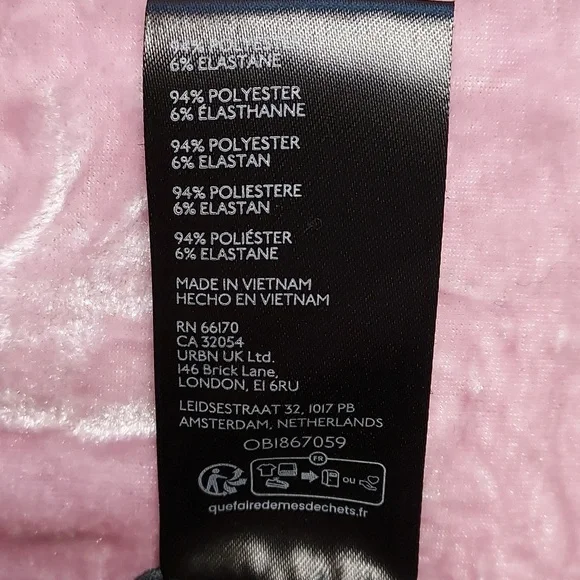 94%
6% ELASTANE
94% POLYESTER
6% ÉLASTHANNE
94% POLYESTER
6% ELASTAN
94% POLIESTERE
6% ELASTAN
94% POLIÉSTER
6% ELASTANE
MADE IN VIETNAM
HECHO EN VIETNAM
RN 66170
CA 32054
URBN UK Ltd.
146 Brick Lane,
LONDON, E1 6RU
LEIDSESTRAAT 32, 1017 PB
AMSTERDAM, NETHERLANDS
OB1867059
FR
OU
quefairedemesdechets.fr